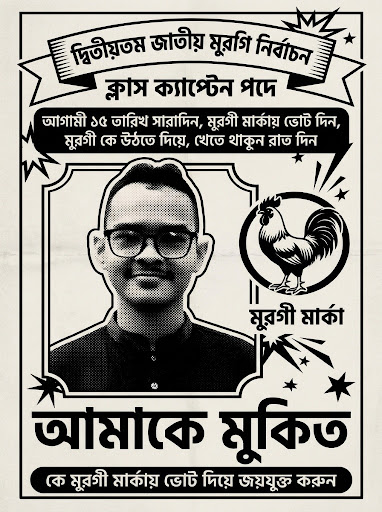 দ্বিতীয়তম জাতীয় মুরগি নির্বাচন
ক্লাস ক্যাপ্টেন পদে
আগামী ১৫ তারিখ সারাদিন, মুরগী মার্কায় ভোট দিন,
মুরগী কে উঠতে দিয়ে, খেতে থাকুন রাত দিন
মুরগী মার্কা
আমাকে মুকিত
কে মুরগী মার্কায় ভোট দিয়ে জয়যুক্ত করুন